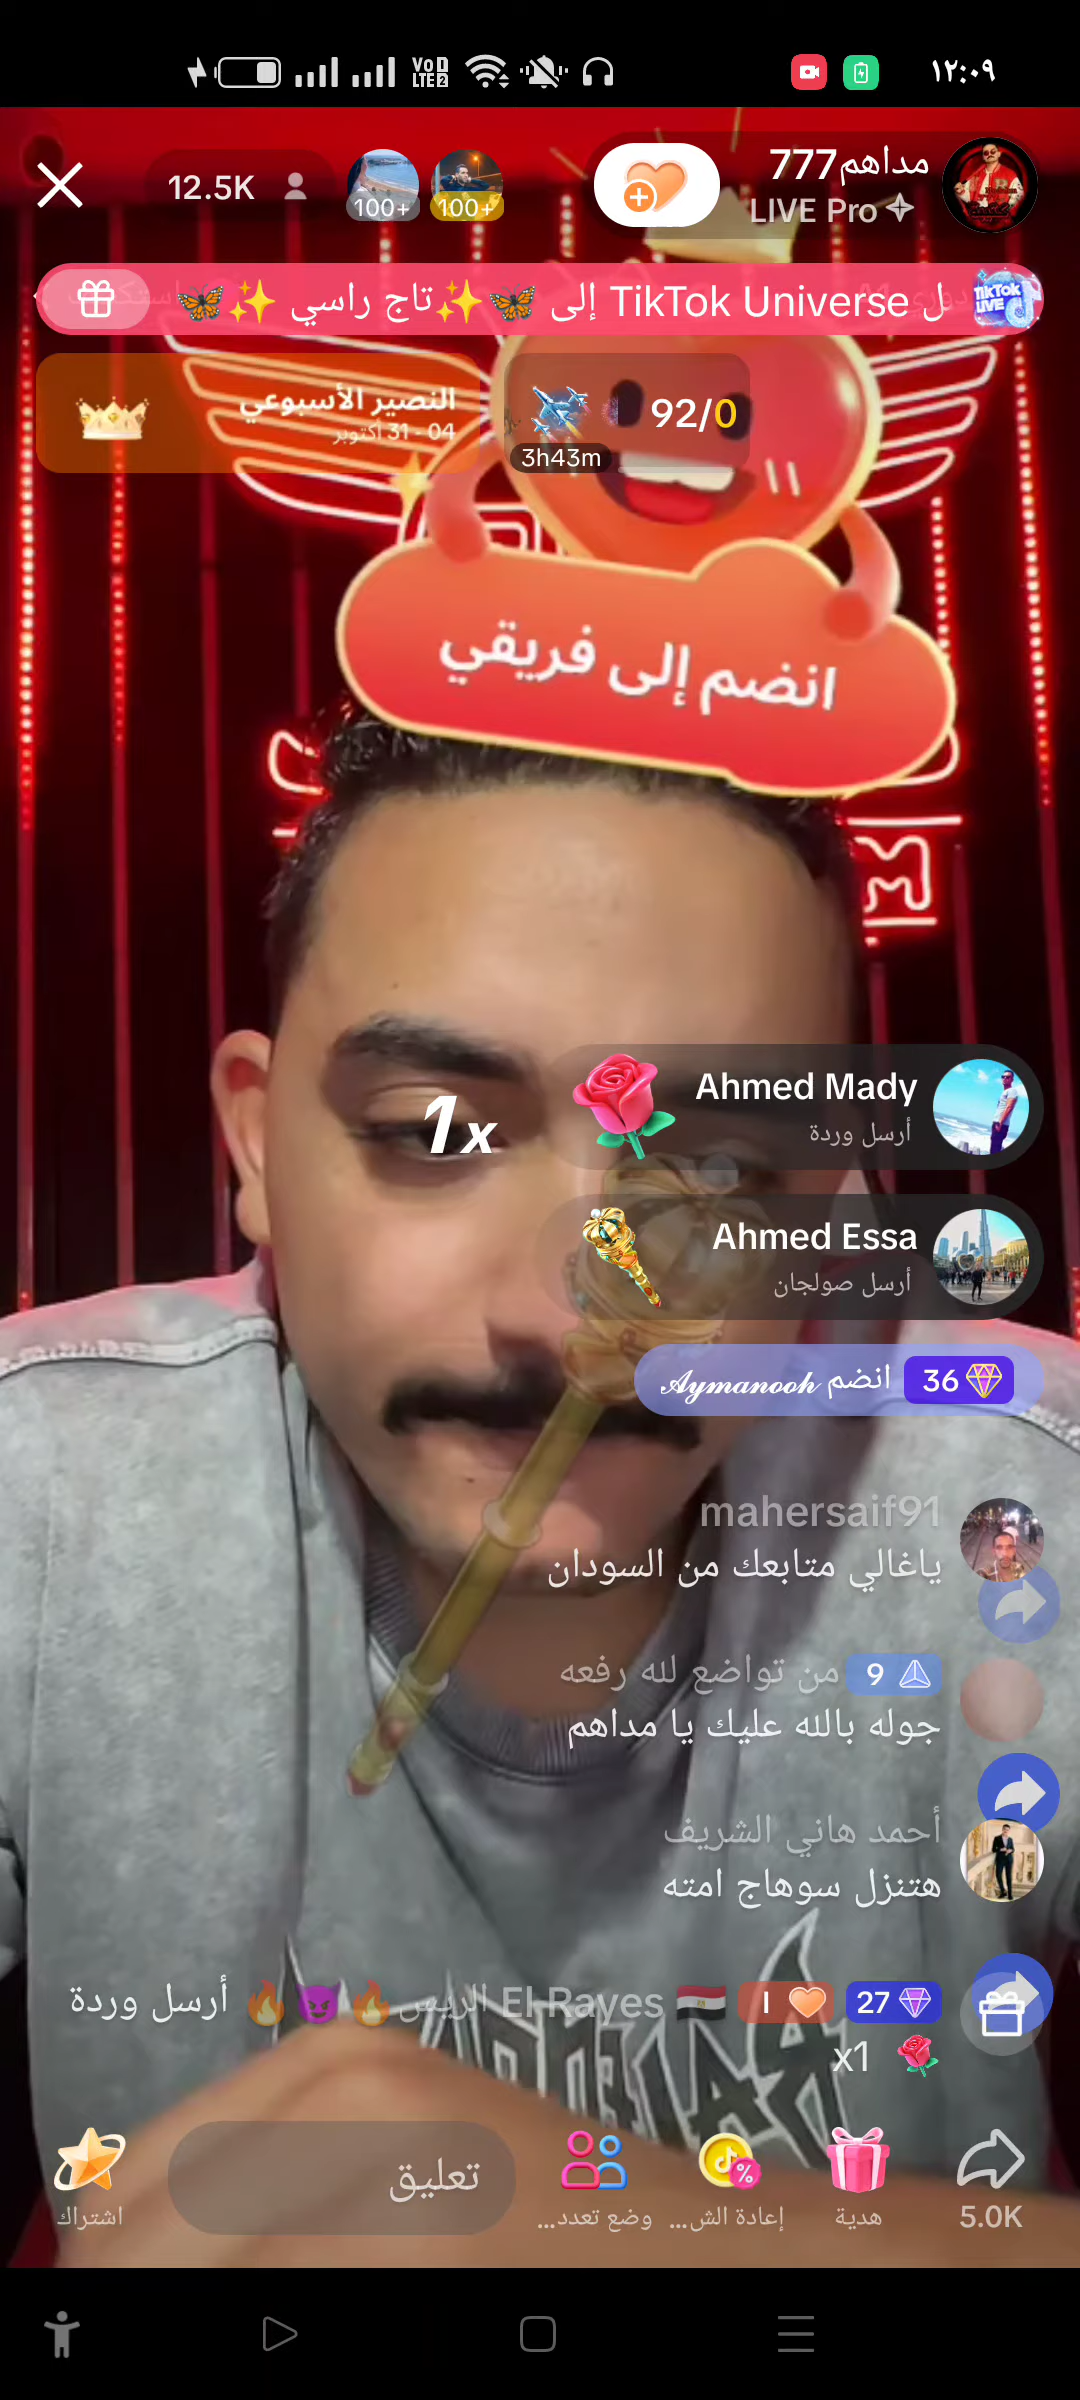 ١٢:٠٩
VoLTE 1 2
مداهم777
LIVE Pro
12.5K
100+
100+
ل TikTok Universe إلى 🦋✨تاج راسي ✨🦋
النصير الأسبوعي
04 - 31 أكتوبر
92/0
3h43m
انضم إلى فريقي
M
Ahmed Mady
أرسل وردة
1x
Ahmed Essa
أرسل صولجان
36 انضم 𝒜𝓎𝓂𝒶𝓃𝑜𝑜𝒽
mahersaif91
ياغالي متابعك من السودان
9 من تواضع لله رفعه
جوله بالله عليك يا مداهم
أحمد هاني الشريف
هتنزل سوهاج امته
27 I 🇪🇬 El Rayes الريس🔥😈🔥 أرسل وردة
x1
تعليق
اشتراك
وضع تعدد...
إعادة الش...
هدية
5.0K